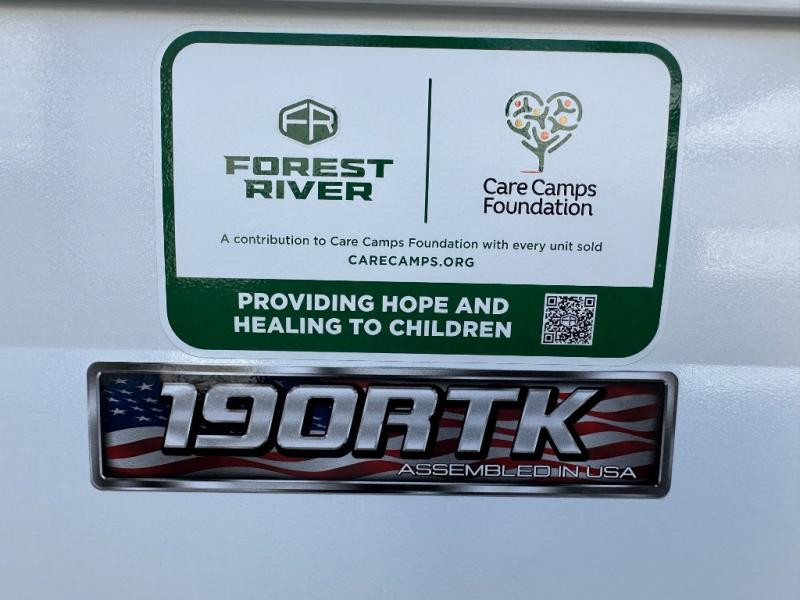 FR
FOREST
RIVER
Care Camps
Foundation
A contribution to Care Camps Foundation with every unit sold
CARECAMPS.ORG
PROVIDING HOPE AND
HEALING TO CHILDREN
190RTK
ASSEMBLED IN USA